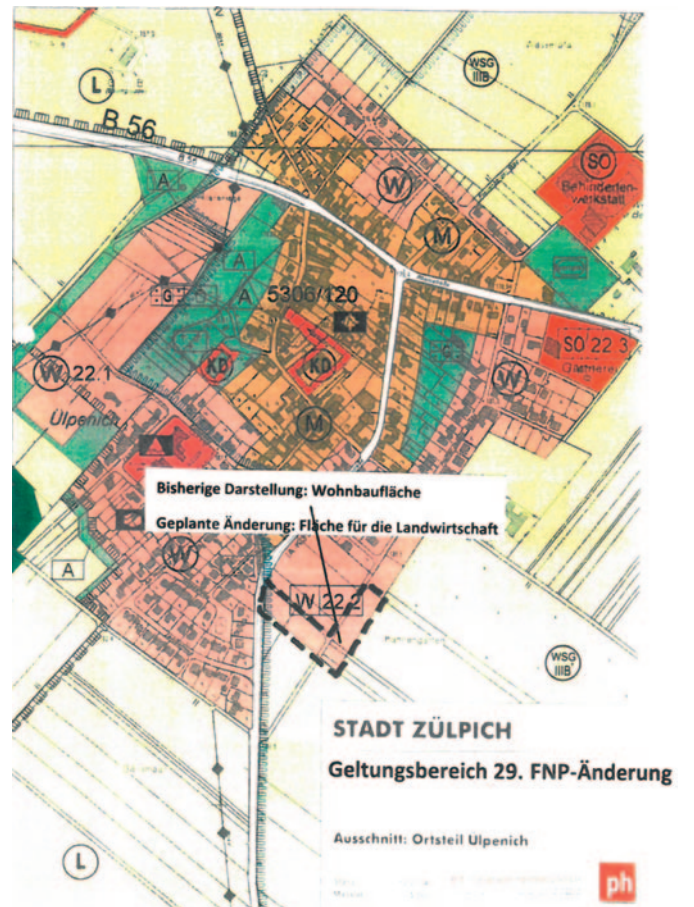 WSG
IIIB
L
B 56
SO
Behinderten-
werkstatt
A
W
M
A
G
A
5306/120
KD
KD
SO 22 3
W 22.1
W
Ülpenich
M
Bisherige Darstellung: Wohnbaufläche
Geplante Änderung: Fläche für die Landwirtschaft
W
A
W 22.2
WSG
IIIB
STADT ZÜLPICH
Geltungsbereich 29. FNP-Änderung
Ausschnitt: Ortsteil Ülpenich
L
ph